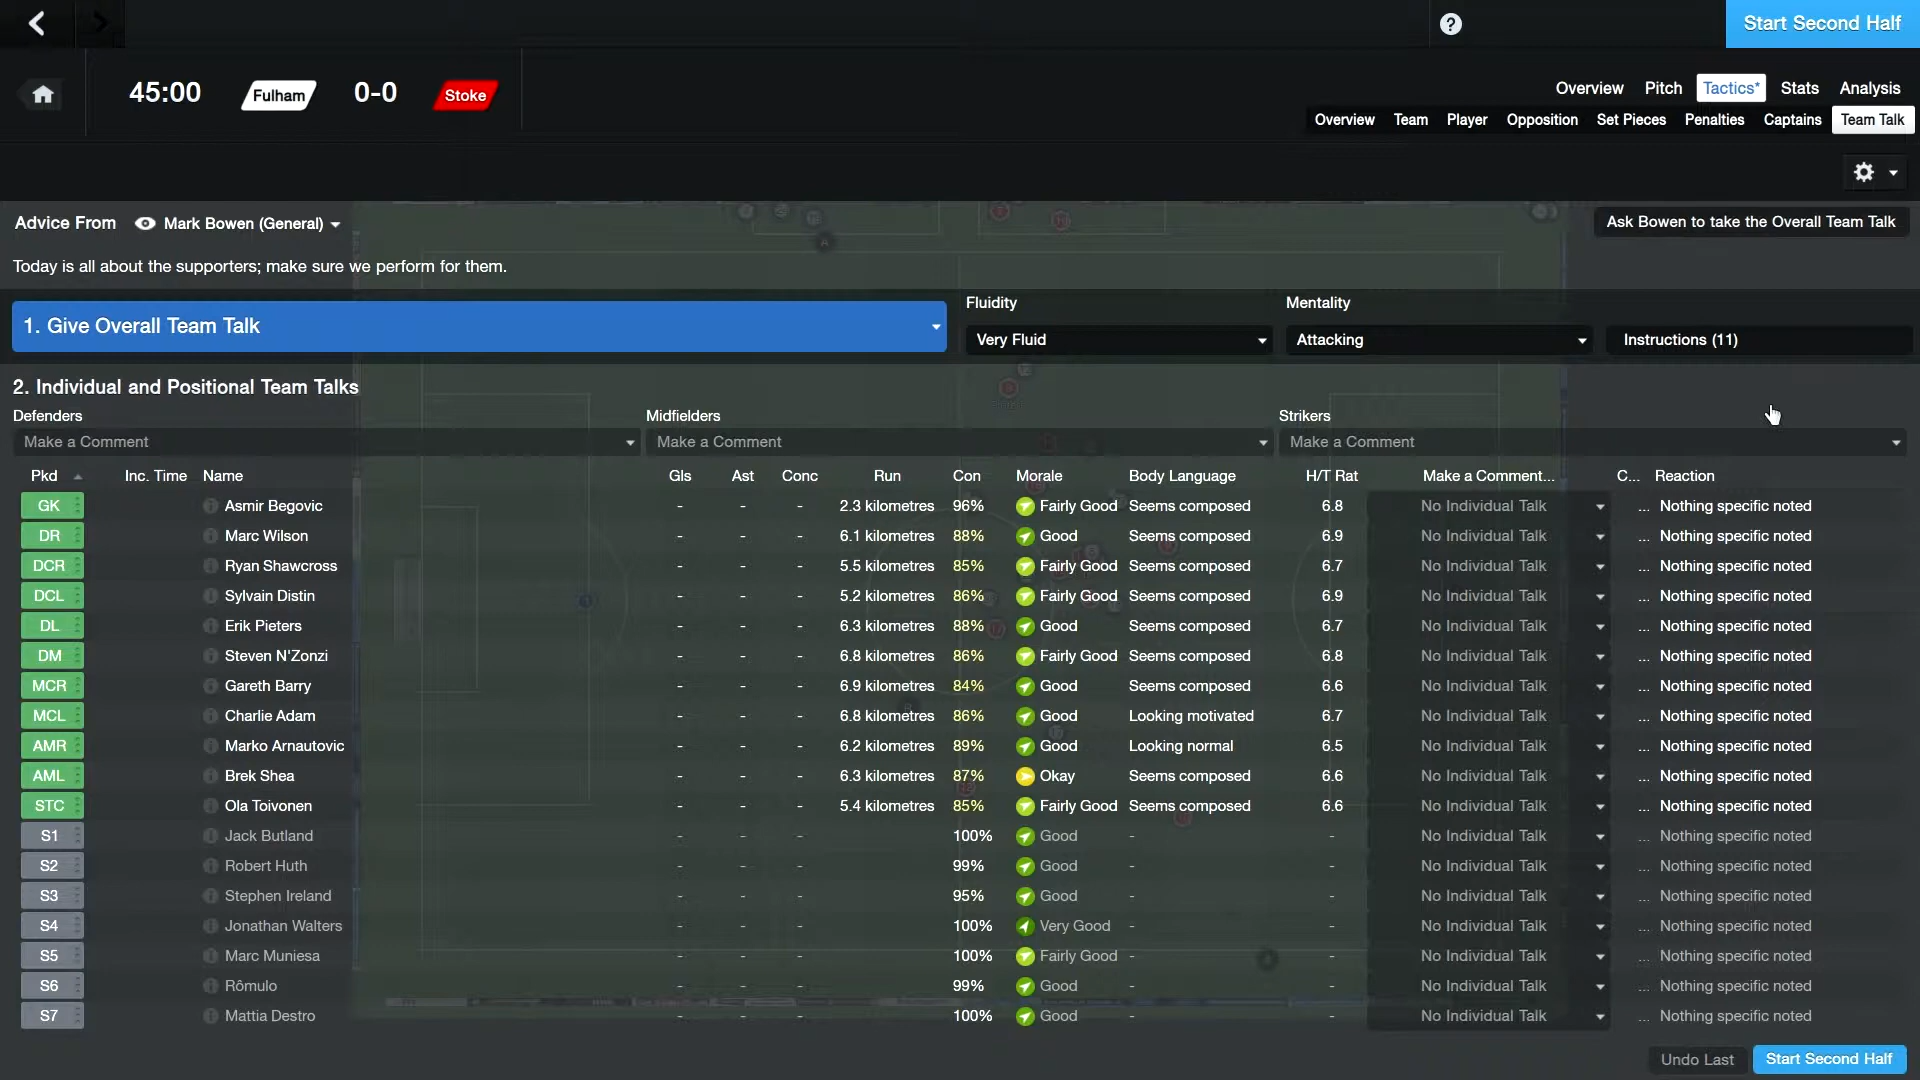 Start Second Half
45:00 Fulham 0-0 Stoke
Overview Pitch Tactics* Stats Analysis
Overview Team Player Opposition Set Pieces Penalties Captains Team Talk
Advice From Mark Bowen (General) Ask Bowen to take the Overall Team Talk
Today is all about the supporters; make sure we perform for them.
Fluidity Mentality
1. Give Overall Team Talk Very Fluid Attacking Instructions (11)
2. Individual and Positional Team Talks
Defenders Midfielders Strikers
Make a Comment Make a Comment Make a Comment
Pkd Inc. Time Name Gls Ast Conc Run Con Morale Body Language H/T Rat Make a Comment... C... Reaction
GK Asmir Begovic - - - 2.3 kilometres 96% Fairly Good Seems composed 6.8 No Individual Talk ... Nothing specific noted
DR Marc Wilson - - - 6.1 kilometres 88% Good Seems composed 6.9 No Individual Talk ... Nothing specific noted
DCR Ryan Shawcross - - - 5.5 kilometres 85% Fairly Good Seems composed 6.7 No Individual Talk ... Nothing specific noted
DCL Sylvain Distin - - - 5.2 kilometres 86% Fairly Good Seems composed 6.9 No Individual Talk ... Nothing specific noted
DL Erik Pieters - - - 6.3 kilometres 88% Good Seems composed 6.7 No Individual Talk ... Nothing specific noted
DM Steven N'Zonzi - - - 6.8 kilometres 86% Fairly Good Seems composed 6.8 No Individual Talk ... Nothing specific noted
MCR Gareth Barry - - - 6.9 kilometres 84% Good Seems composed 6.6 No Individual Talk ... Nothing specific noted
MCL Charlie Adam - - - 6.8 kilometres 86% Good Looking motivated 6.7 No Individual Talk ... Nothing specific noted
AMR Marko Arnautovic - - - 6.2 kilometres 89% Good Looking normal 6.5 No Individual Talk ... Nothing specific noted
AML Brek Shea - - - 6.3 kilometres 87% Okay Seems composed 6.6 No Individual Talk ... Nothing specific noted
STC Ola Toivonen - - - 5.4 kilometres 85% Fairly Good Seems composed 6.6 No Individual Talk ... Nothing specific noted
S1 Jack Butland - - - 100% Good - - No Individual Talk ... Nothing specific noted
S2 Robert Huth - - - 99% Good - - No Individual Talk ... Nothing specific noted
S3 Stephen Ireland - - - 95% Good - - No Individual Talk ... Nothing specific noted
S4 Jonathan Walters - - - 100% Very Good - - No Individual Talk ... Nothing specific noted
S5 Marc Muniesa - - - 100% Fairly Good - - No Individual Talk ... Nothing specific noted
S6 Rômulo - - - 99% Good - - No Individual Talk ... Nothing specific noted
S7 Mattia Destro - - - 100% Good - - No Individual Talk ... Nothing specific noted
Undo Last Start Second Half